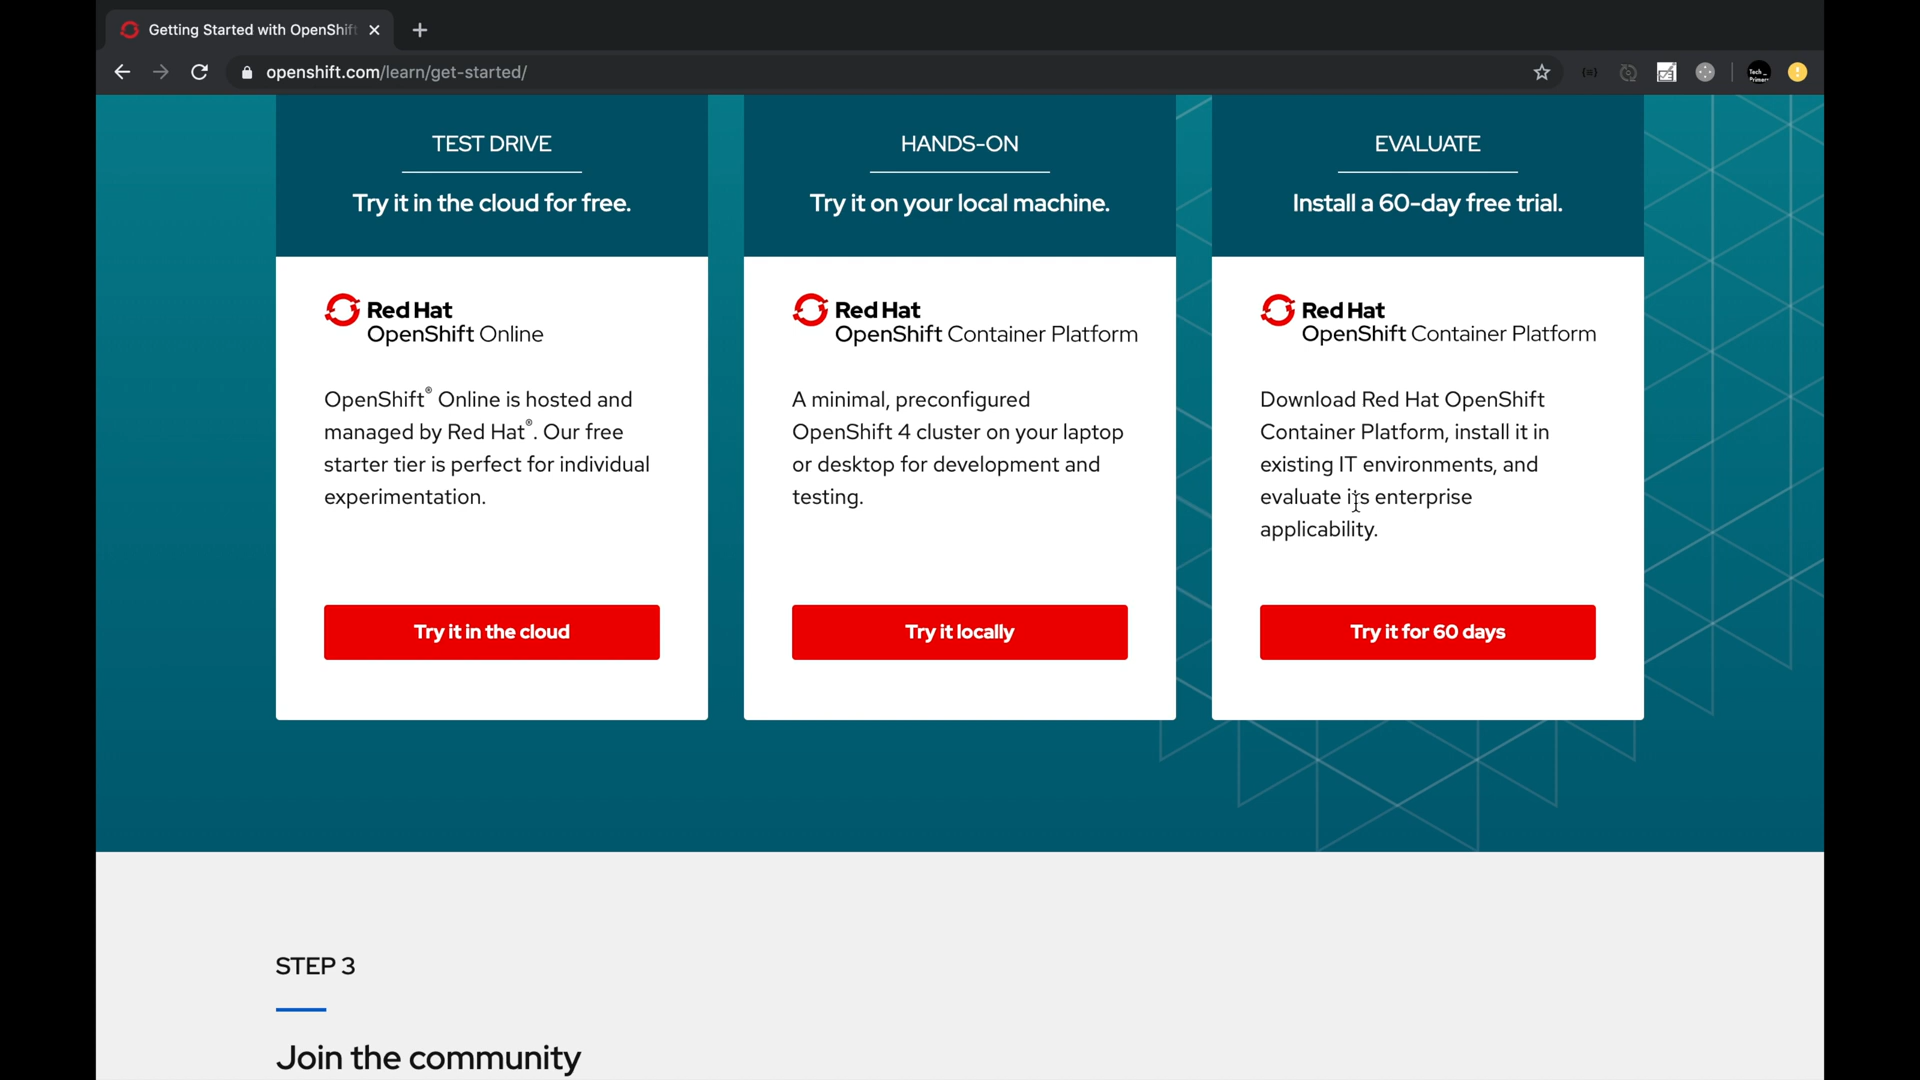 Getting Started with OpenShift
openshift.com/learn/get-started/
TEST DRIVE
Try it in the cloud for free.
Red Hat
OpenShift Online
OpenShift® Online is hosted and
managed by Red Hat®. Our free
starter tier is perfect for individual
experimentation.
Try it in the cloud
HANDS-ON
Try it on your local machine.
Red Hat
OpenShift Container Platform
A minimal, preconfigured
OpenShift 4 cluster on your laptop
or desktop for development and
testing.
Try it locally
EVALUATE
Install a 60-day free trial.
Red Hat
OpenShift Container Platform
Download Red Hat OpenShift
Container Platform, install it in
existing IT environments, and
evaluate its enterprise
applicability.
Try it for 60 days
STEP 3
Join the community